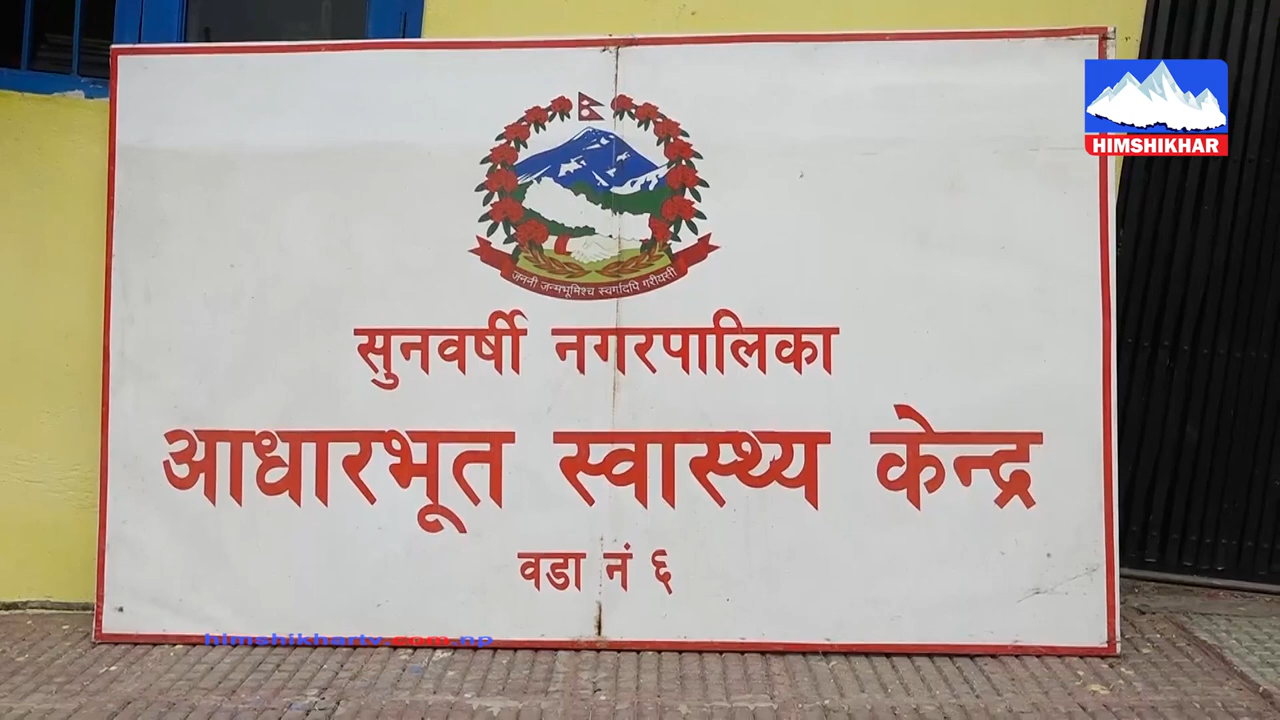 HIMSHIKHAR
जननी जन्मभूमिश्च स्वर्गादपि गरीयसी
सुनवर्षी नगरपालिका
आधारभूत स्वास्थ्य केन्द्र
वडा नं ६
himshikhartv.com.np